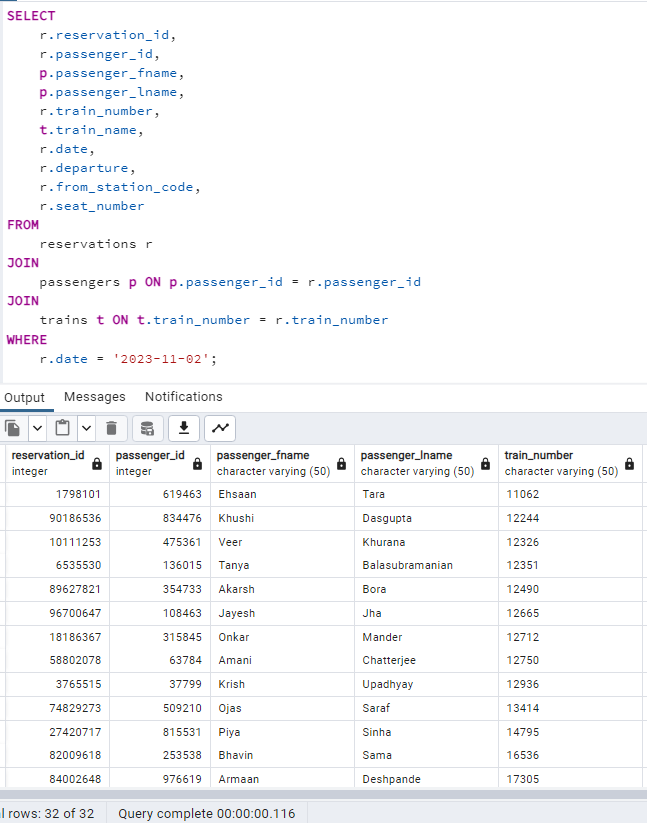 SELECT
r.reservation_id,
r.passenger_id,
p.passenger_fname,
p.passenger_lname,
r.train_number,
t.train_name,
r.date,
r.departure,
r.from_station_code,
r.seat_number
FROM
reservations r
JOIN
passengers p ON p.passenger_id = r.passenger_id
JOIN
trains t ON t.train_number = r.train_number
WHERE
r.date = '2023-11-02';
Output Messages Notifications
reservation_id passenger_id passenger_fname passenger_lname train_number
integer integer character varying (50) character varying (50) character varying (50)
1798101 619463 Ehsaan Tara 11062
90186536 834476 Khushi Dasgupta 12244
10111253 475361 Veer Khurana 12326
6535530 136015 Tanya Balasubramanian 12351
89627821 354733 Akarsh Bora 12490
96700647 108463 Jayesh Jha 12665
18186367 315845 Onkar Mander 12712
58802078 63784 Amani Chatterjee 12750
3765515 37799 Krish Upadhyay 12936
74829273 509210 Ojas Saraf 13414
27420717 815531 Piya Sinha 14795
82009618 253538 Bhavin Sama 16536
84002648 976619 Armaan Deshpande 17305
l rows: 32 of 32 Query complete 00:00:00.116